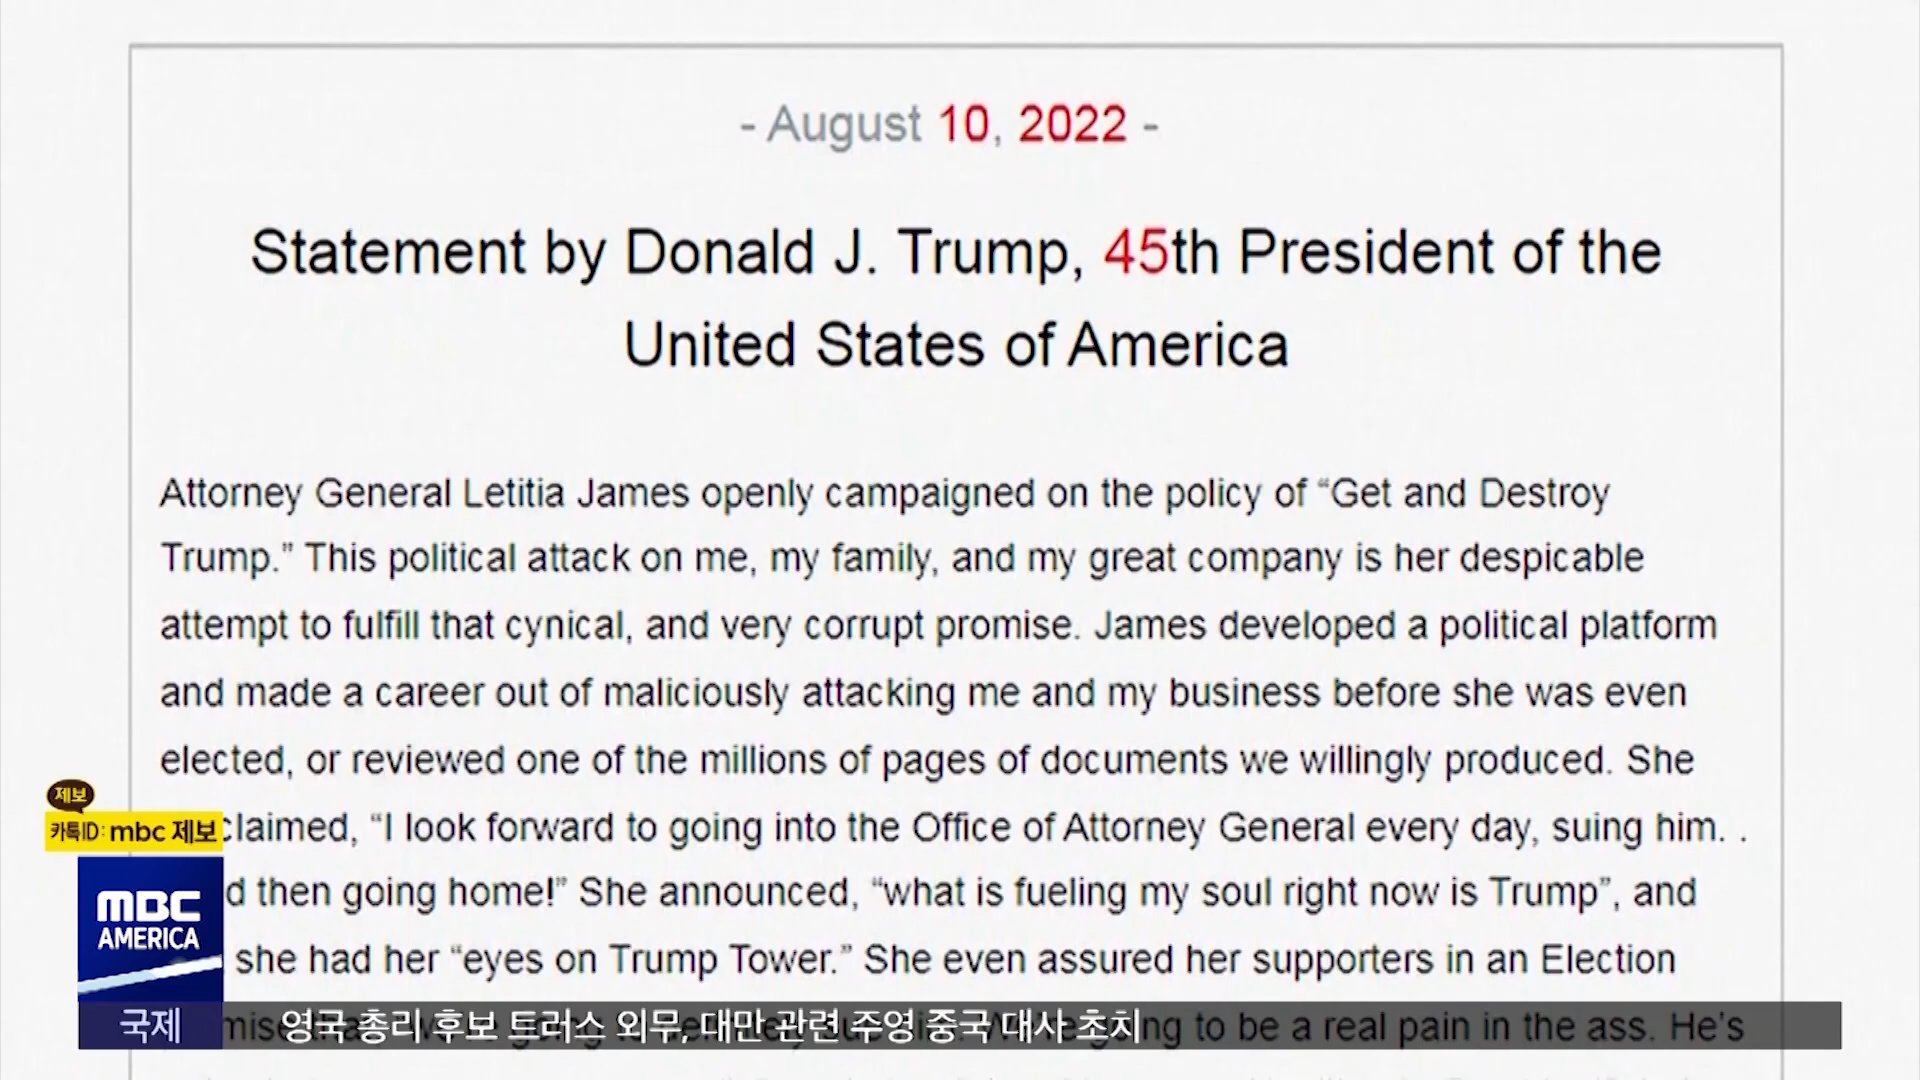 - August 10, 2022 -
Statement by Donald J. Trump, 45th President of the
United States of America
Attorney General Letitia James openly campaigned on the policy of “Get and Destroy
Trump.” This political attack on me, my family, and my great company is her despicable
attempt to fulfill that cynical, and very corrupt promise. James developed a political platform
and made a career out of maliciously attacking me and my business before she was even
elected, or reviewed one of the millions of pages of documents we willingly produced. She
claimed, “I look forward to going into the Office of Attorney General every day, suing him. .
d then going home!” She announced, “what is fueling my soul right now is Trump”, and
she had her “eyes on Trump Tower.” She even assured her supporters in an Election
going to be a real pain in the ass. He’s
제보
카톡ID: mbc 제보
MBC
AMERICA
국제
영국 총리 후보 트러스 외무, 대만 관련 주영 중국 대사 초치